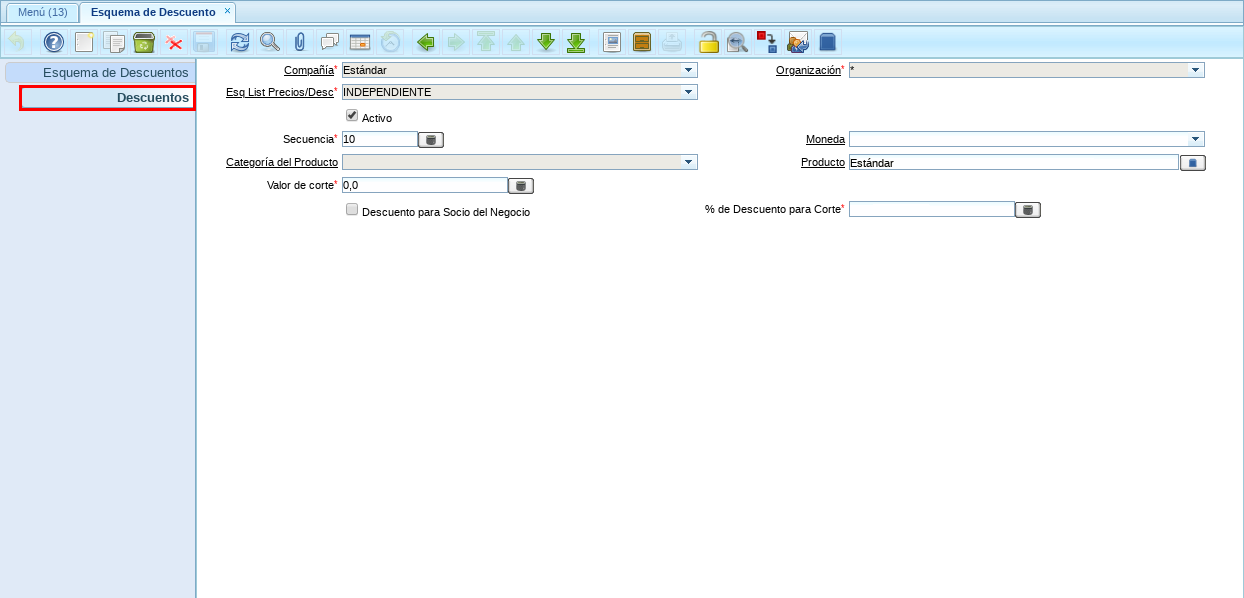 Menú (13) Esquema de Descuento ×
Esquema de Descuentos
Descuentos
Compañía* Estándar Organización* *
Esq List Precios/Desc* INDEPENDIENTE
Activo
Secuencia* 10 Moneda
Categoría del Producto Producto Estándar
Valor de corte* 0,0
Descuento para Socio del Negocio % de Descuento para Corte*